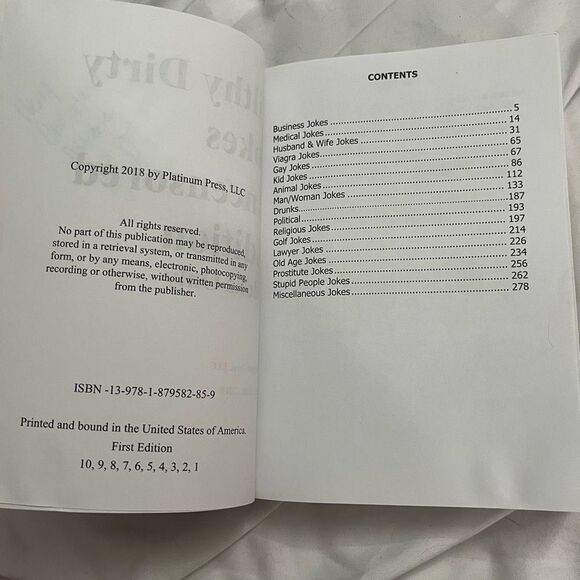 Copyright 2018 by Platinum Press, LLC
All rights reserved.
No part of this publication may be reproduced,
stored in a retrieval system, or transmitted in any
form, or by any means, electronic, photocopying,
recording or otherwise, without written permission
from the publisher.
ISBN -13-978-1-879582-85-9
Printed and bound in the United States of America.
First Edition
10, 9, 8, 7, 6, 5, 4, 3, 2, 1
CONTENTS
Business Jokes ........ 5
Medical Jokes ........ 14
Husband & Wife Jokes ........ 31
Viagra Jokes ........ 65
Gay Jokes ........ 67
Kid Jokes ........ 86
Animal Jokes ........ 112
Man/Woman Jokes ........ 133
Drunks ........ 187
Political ........ 193
Religious Jokes ........ 197
Golf Jokes ........ 214
Lawyer Jokes ........ 226
Old Age Jokes ........ 234
Prostitute Jokes ........ 256
Stupid People Jokes ........ 262
Miscellaneous Jokes ........ 278